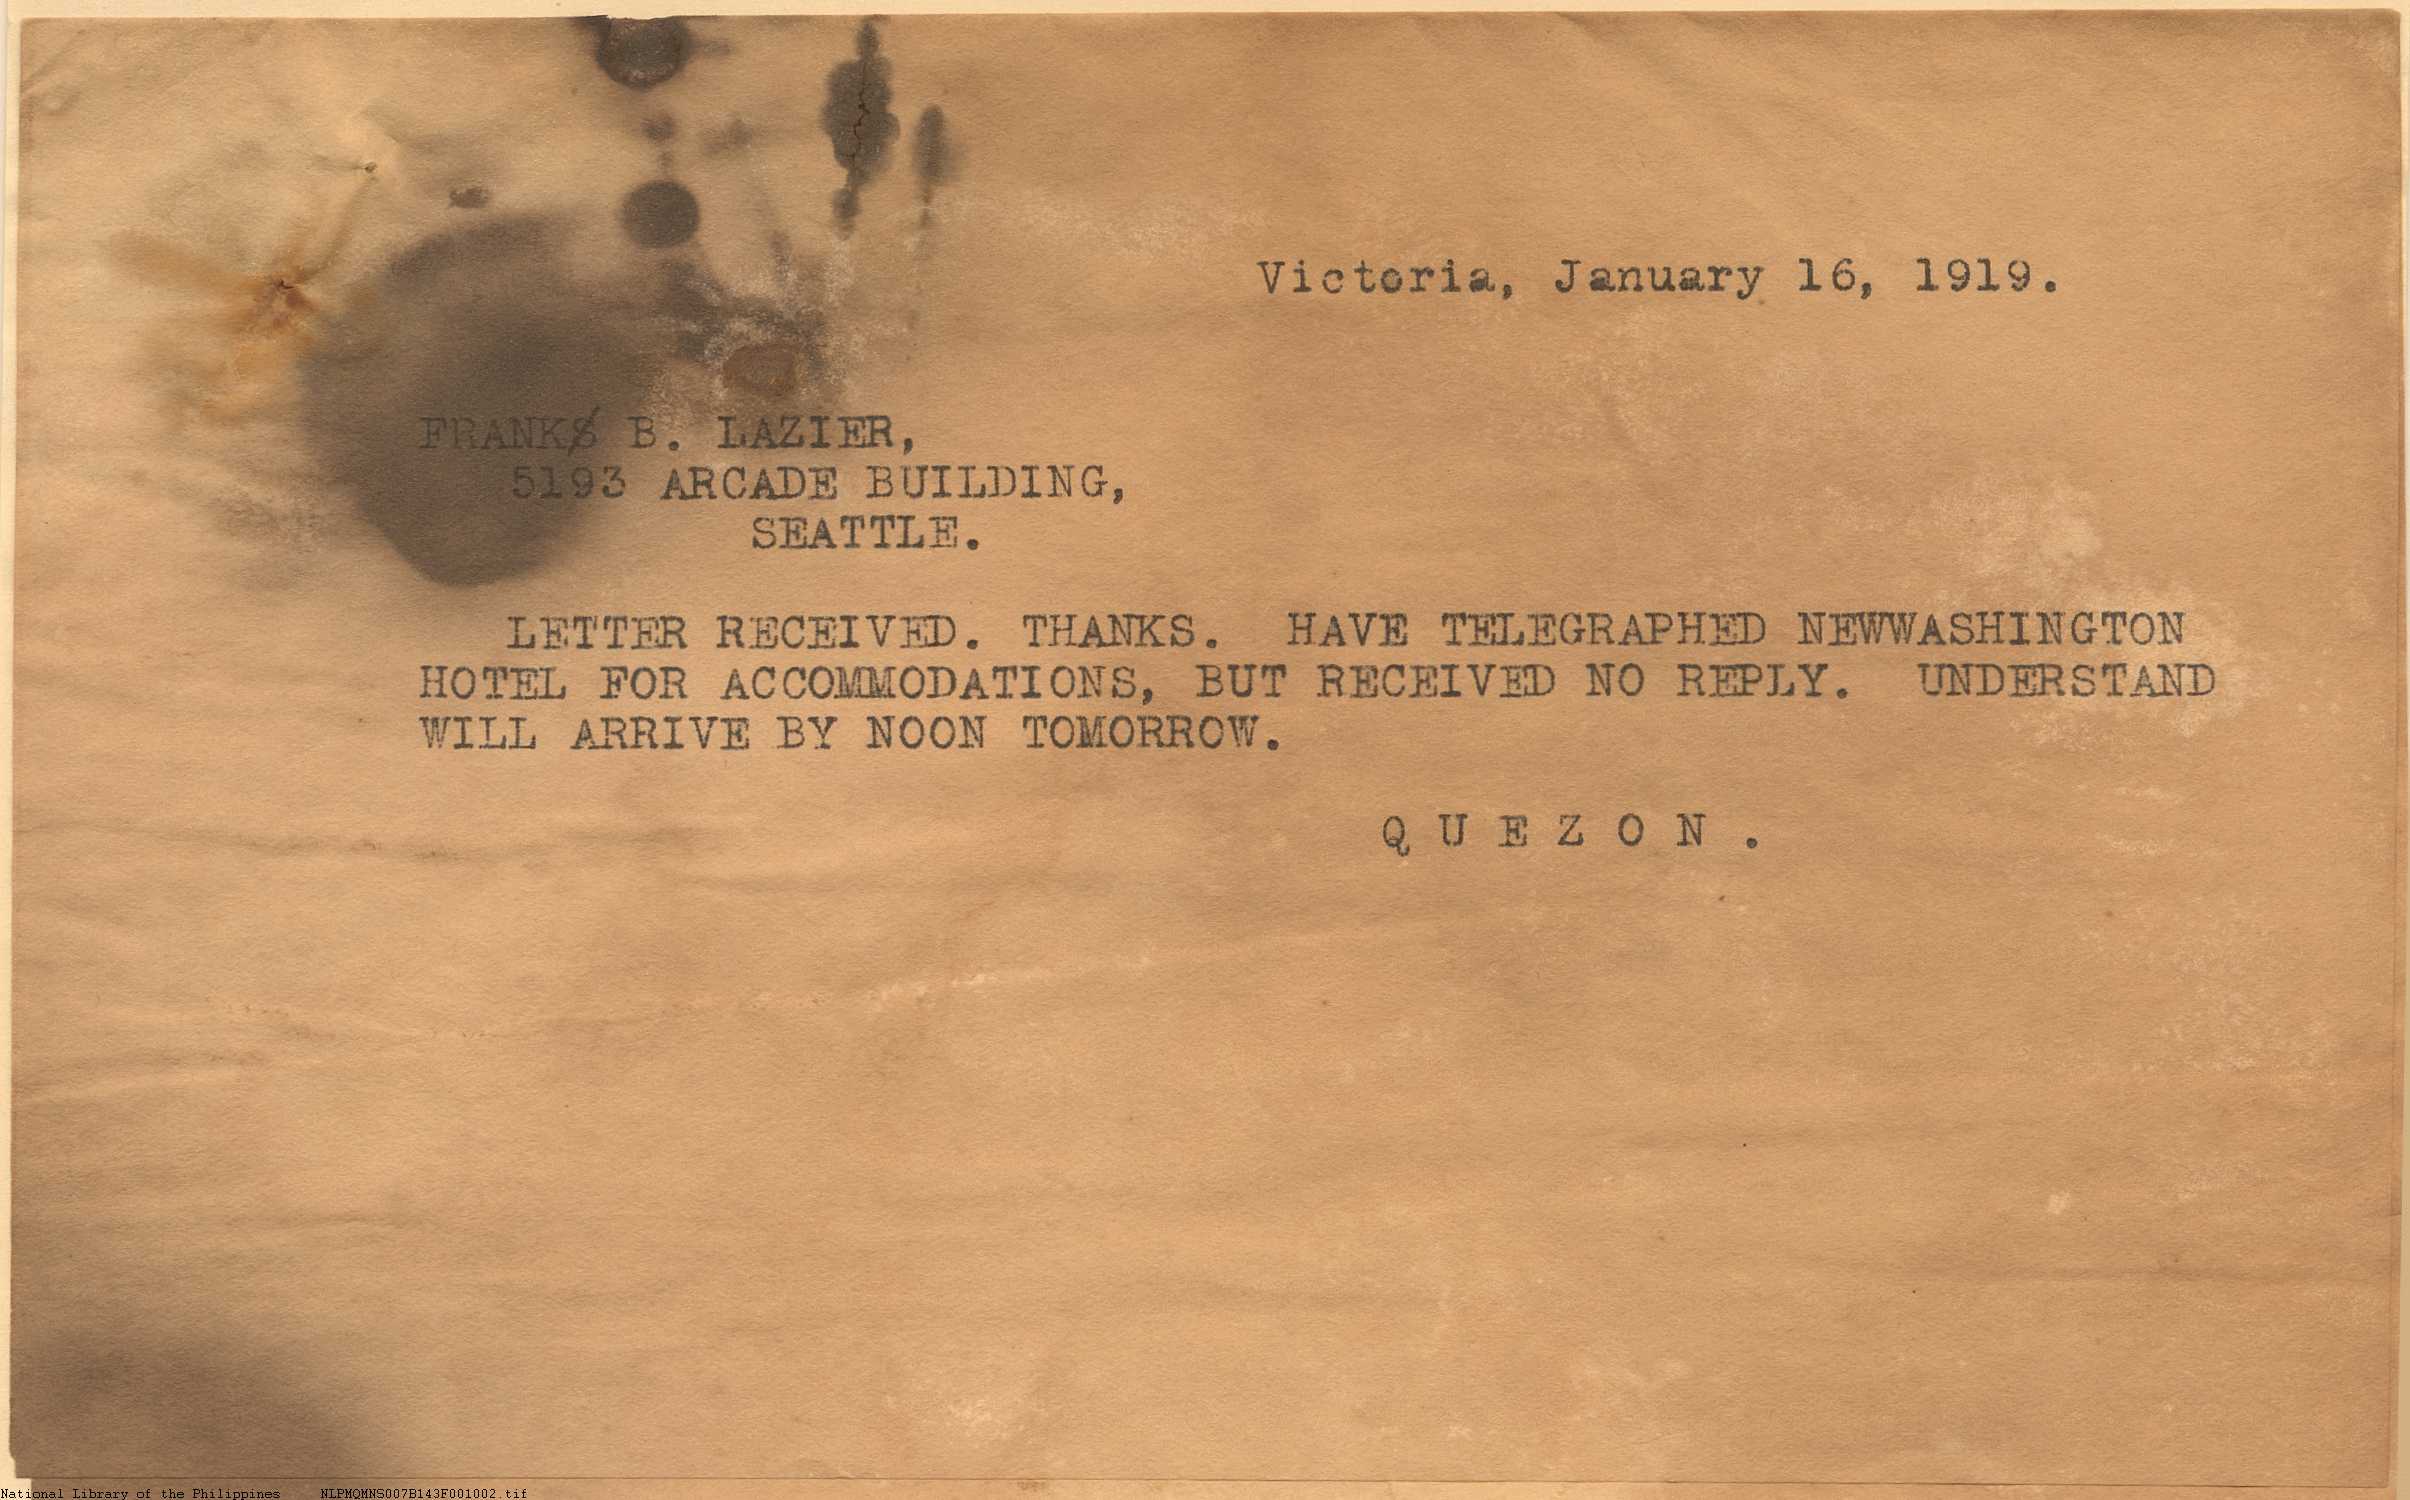 Victoria, January 16, 1919.
FRANKS B. LAZIER,
5193 ARCADE BUILDING,
SEATTLE.
LETTER RECEIVED. THANKS. HAVE TELEGRAPHED NEWWASHINGTON
HOTEL FOR ACCOMMODATIONS, BUT RECEIVED NO REPLY. UNDERSTAND
WILL ARRIVE BY NOON TOMORROW.
Q U E Z O N .
National Library of the Philippines NLPMQMNS007B143F001002.tif